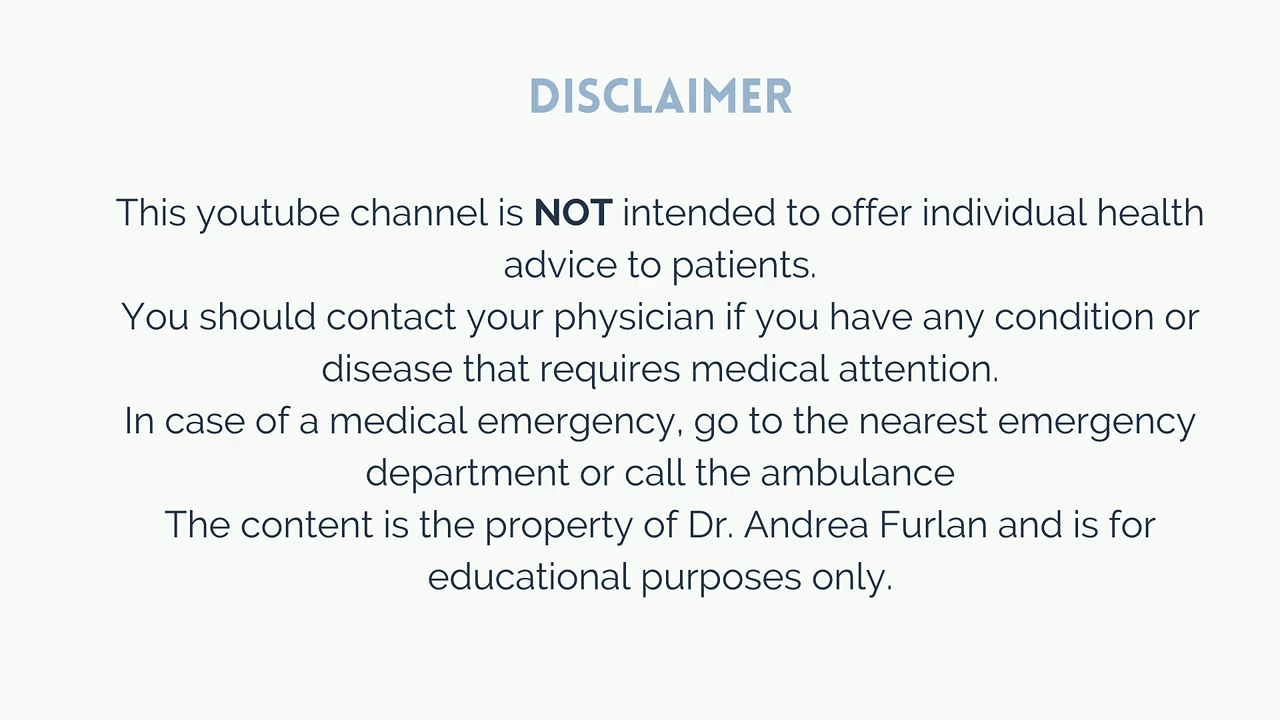 DISCLAIMER
This youtube channel is NOT intended to offer individual health
advice to patients.
You should contact your physician if you have any condition or
disease that requires medical attention.
In case of a medical emergency, go to the nearest emergency
department or call the ambulance
The content is the property of Dr. Andrea Furlan and is for
educational purposes only.